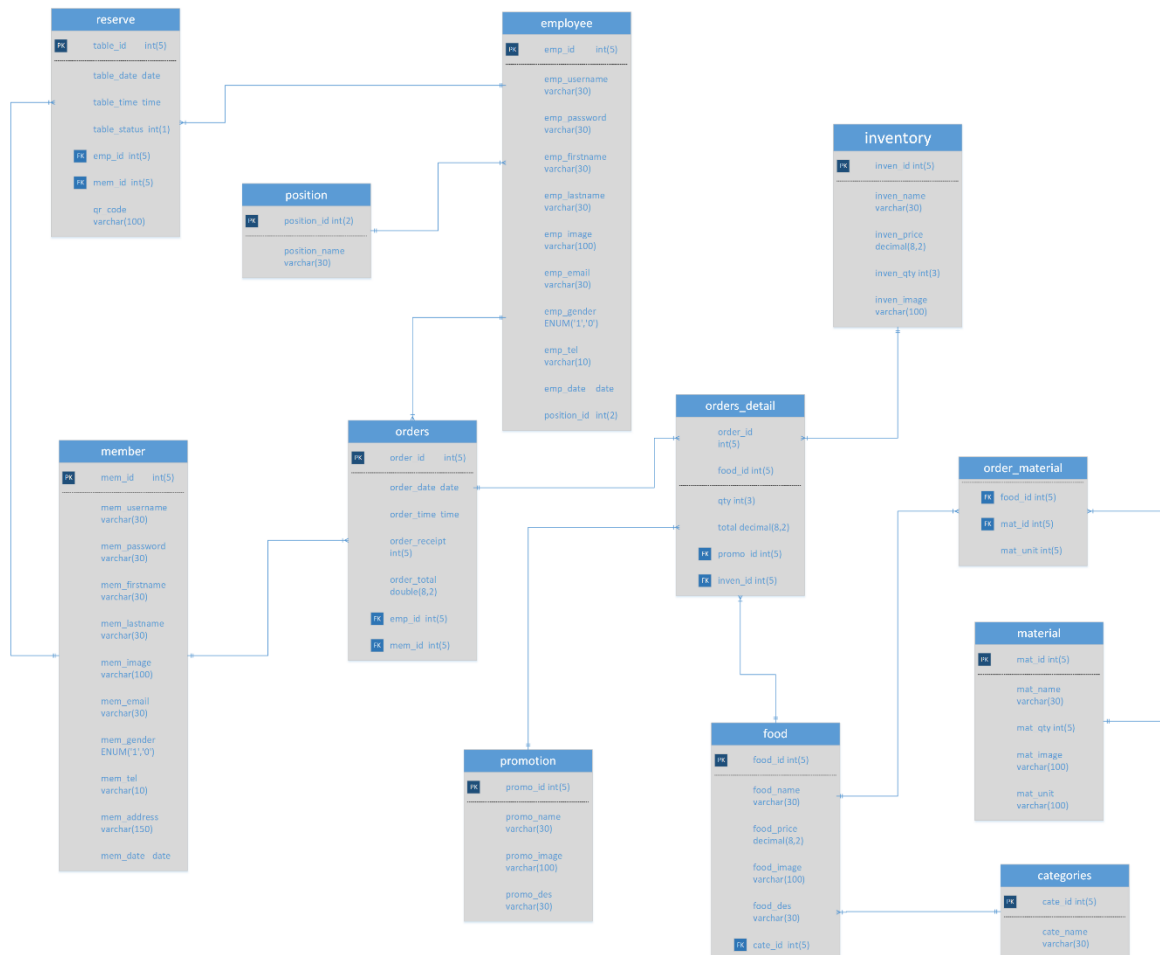 reserve
PK table_id int(5)
table_date date
table_time time
table_status int(1)
FK emp_id int(5)
FK mem_id int(5)
qr code
varchar(100)
employee
PK emp_id int(5)
emp_username
varchar(30)
emp_password
varchar(30)
emp_firstname
varchar(30)
emp_lastname
varchar(30)
emp_image
varchar(100)
emp_email
varchar(30)
emp_gender
ENUM('1','0')
emp_tel
varchar(10)
emp_date date
position_id int(2)
position
PK position_id int(2)
position_name
varchar(30)
inventory
PK inven_id int(5)
inven_name
varchar(30)
inven_price
decimal(8,2)
inven_qty int(3)
inven_image
varchar(100)
member
PK mem_id int(5)
mem_username
varchar(30)
mem_password
varchar(30)
mem_firstname
varchar(30)
mem_lastname
varchar(30)
mem_image
varchar(100)
mem_email
varchar(30)
mem_gender
ENUM('1','0')
mem_tel
varchar(10)
mem_address
varchar(150)
mem_date date
orders
PK order_id int(5)
order_date date
order_time time
order_receipt
int(5)
order_total
double(8,2)
FK emp_id int(5)
FK mem_id int(5)
orders_detail
order_id
int(5)
food_id int(5)
qty int(3)
total decimal(8,2)
FK promo_id int(5)
FK inven_id int(5)
order_material
FK food_id int(5)
FK mat_id int(5)
mat_unit int(5)
material
PK mat_id int(5)
mat_name
varchar(30)
mat_qty int(5)
mat_image
varchar(100)
mat_unit
varchar(100)
promotion
PK promo_id int(5)
promo_name
varchar(30)
promo_image
varchar(100)
promo_des
varchar(30)
food
PK food_id int(5)
food_name
varchar(30)
food_price
decimal(8,2)
food_image
varchar(100)
food_des
varchar(30)
FK cate_id int(5)
categories
PK cate_id int(5)
cate_name
varchar(30)